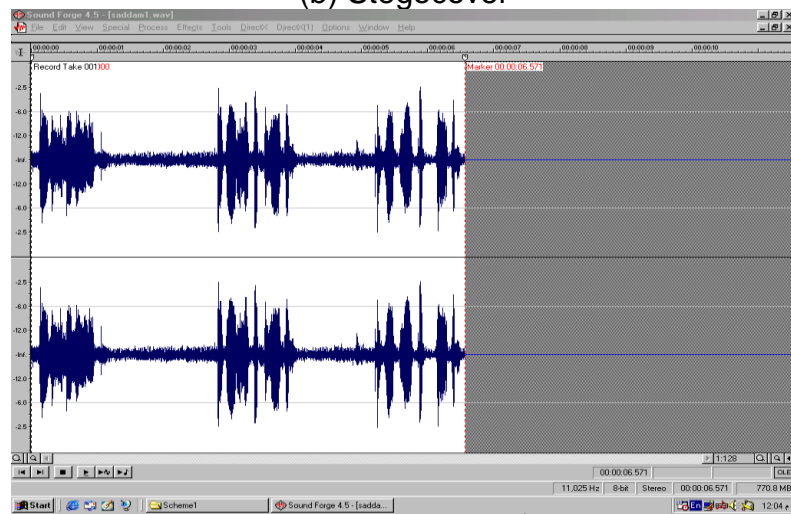 (b) Stegocover
Sound Forge 4.5 - [saddam1.wav]
File Edit View Special Process Effects Tools DirectX DirectX(1) Options Window Help
,00:00:00 ,00:00:01 ,00:00:02 ,00:00:03 ,00:00:04 ,00:00:05 ,00:00:06 ,00:00:07 ,00:00:08 ,00:00:09 ,00:00:10
Record Take 001 Marker 00:00:06.571
-2.5
-6.0
-12.0
-Inf.
-12.0
-6.0
-2.5
-2.5
-6.0
-12.0
-Inf.
-12.0
-6.0
-2.5
1:128
00:00:06.571
OLE
11,025 Hz 8-bit Stereo 00:00:06.571 770.8 MB
Start Scheme1 Sound Forge 4.5 - [sadda... En 12:04 م